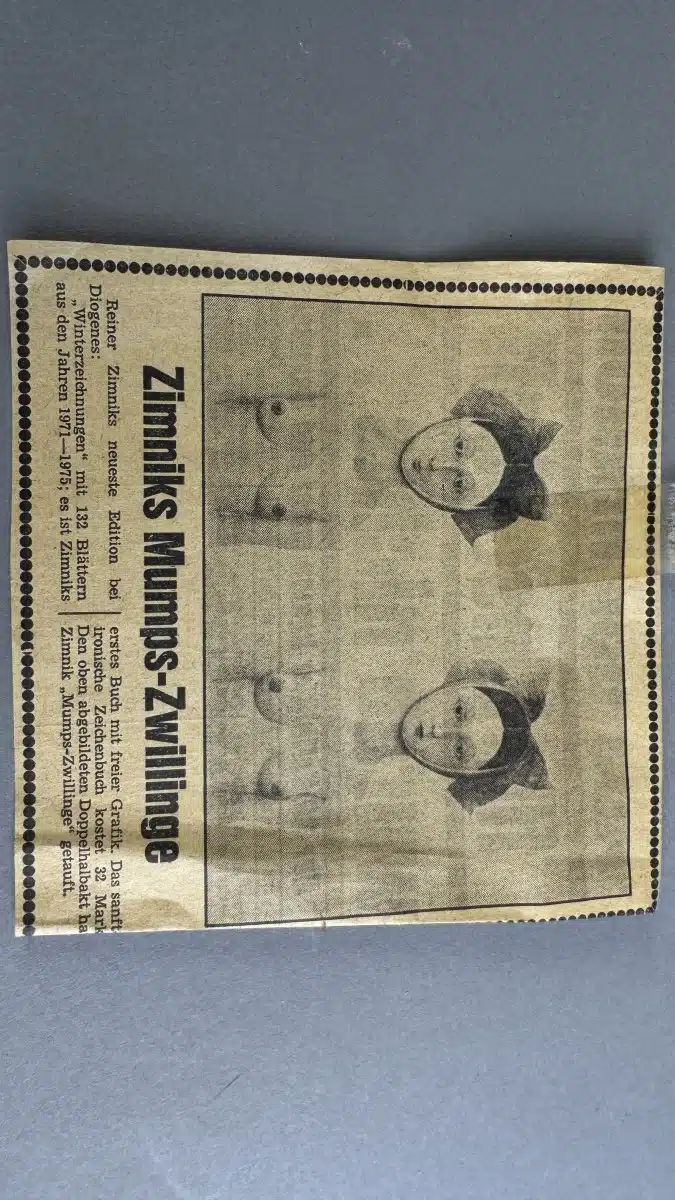 Zimniks Mumps-Zwillinge
Reiner Zimniks neueste Edition bei
Diogenes:
„Winterzeichnungen“ mit 132 Blättern
aus den Jahren 1971—1975; es ist Zimniks
erstes Buch mit freier Grafik. Das sanft
ironische Zeichenbuch kostet 32 Mark
Den oben abgebildeten Doppelhalbakt ha
Zimnik „Mumps-Zwillinge“ getauft.